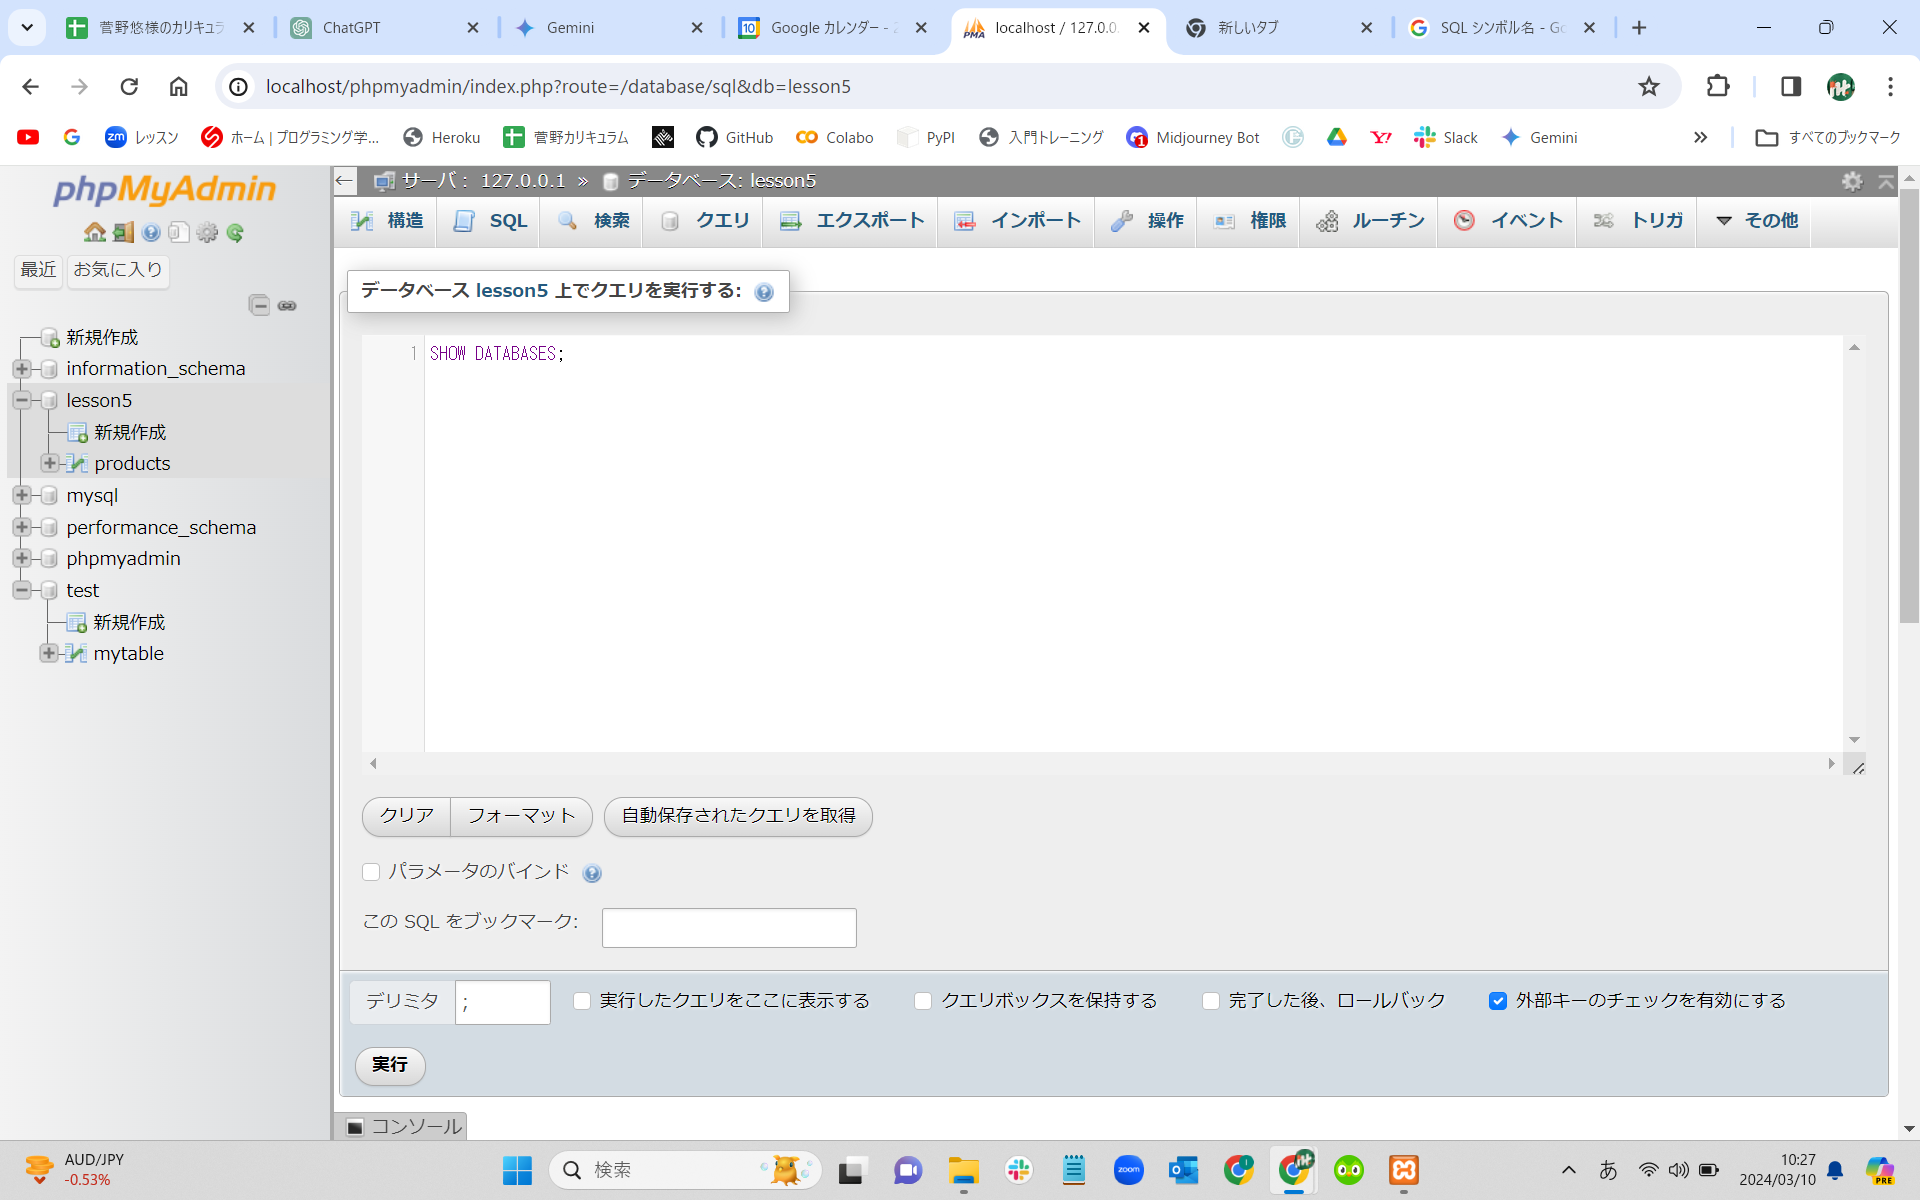 菅野悠様のカリキュラ
ChatGPT
Gemini
Google カレンダー - 2
localhost / 127.0.0.
新しいタブ
SQL シンボル名 - Go
localhost/phpmyadmin/index.php?route=/database/sql&db=lesson5
レッスン
ホーム | プログラミング学...
Heroku
菅野カリキュラム
GitHub
Colabo
PyPI
入門トレーニング
Midjourney Bot
Slack
Gemini
すべてのブックマーク
phpMyAdmin
最近
お気に入り
新規作成
information_schema
lesson5
新規作成
products
mysql
performance_schema
phpmyadmin
test
新規作成
mytable
サーバ: 127.0.0.1 » データベース: lesson5
構造
SQL
検索
クエリ
エクスポート
インポート
操作
権限
ルーチン
イベント
トリガ
その他
データベース lesson5 上でクエリを実行する:
1 SHOW DATABASES;
クリア
フォーマット
自動保存されたクエリを取得
パラメータのバインド
この SQL をブックマーク:
デリミタ ;
実行したクエリをここに表示する
クエリボックスを保持する
完了した後、ロールバック
外部キーのチェックを有効にする
実行
コンソール
AUD/JPY
-0.53%
検索
zoom
あ
10:27
2024/03/10
PRE